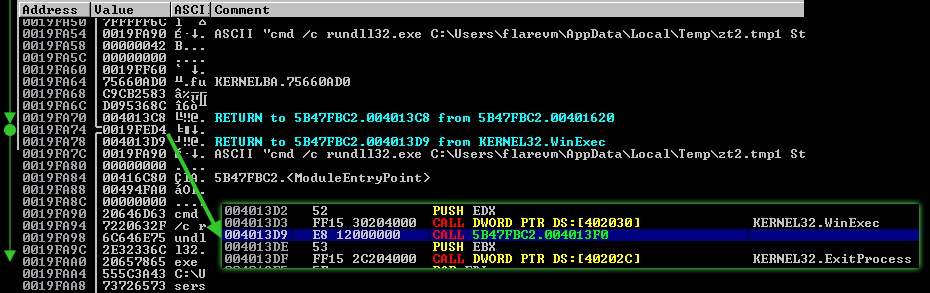 Address Value ASCII Comment
0019FA50 7FFFFF6C
0019FA54 0019FA90 ASCII "cmd /c rundll32.exe C:\Users\flarevm\AppData\Local\Temp\zt2.tmp1 St
0019FA58 00000042 B...
0019FA5C 00000000 ....
0019FA60 0019FF60
0019FA64 75660AD0 KERNELBA.75660AD0
0019FA68 C9CB2583
0019FA6C D095368C
0019FA70 004013C8 RETURN to 5B47FBC2.004013C8 from 5B47FBC2.00401620
0019FA74 0019FED4
0019FA78 004013D9 RETURN to 5B47FBC2.004013D9 from KERNEL32.WinExec
0019FA7C 0019FA90 ASCII "cmd /c rundll32.exe C:\Users\flarevm\AppData\Local\Temp\zt2.tmp1 St
0019FA80 00000000 ....
0019FA84 00416C80 5B47FBC2.<ModuleEntryPoint>
0019FA88 00494FA0
0019FA8C 00000000 ....
0019FA90 20646D63 cmd
0019FA94 7220632F /c r
0019FA98 6C646E75 undl
0019FA9C 2E32336C l32.
0019FAA0 20657865 exe
0019FAA4 555C3A43 C:\U
0019FAA8 73726573 sers
004013D2 52 PUSH EDX
004013D3 FF15 30204000 CALL DWORD PTR DS:[402030] KERNEL32.WinExec
004013D9 E8 12000000 CALL 5B47FBC2.004013F0
004013DE 53 PUSH EBX
004013DF FF15 2C204000 CALL DWORD PTR DS:[40202C] KERNEL32.ExitProcess